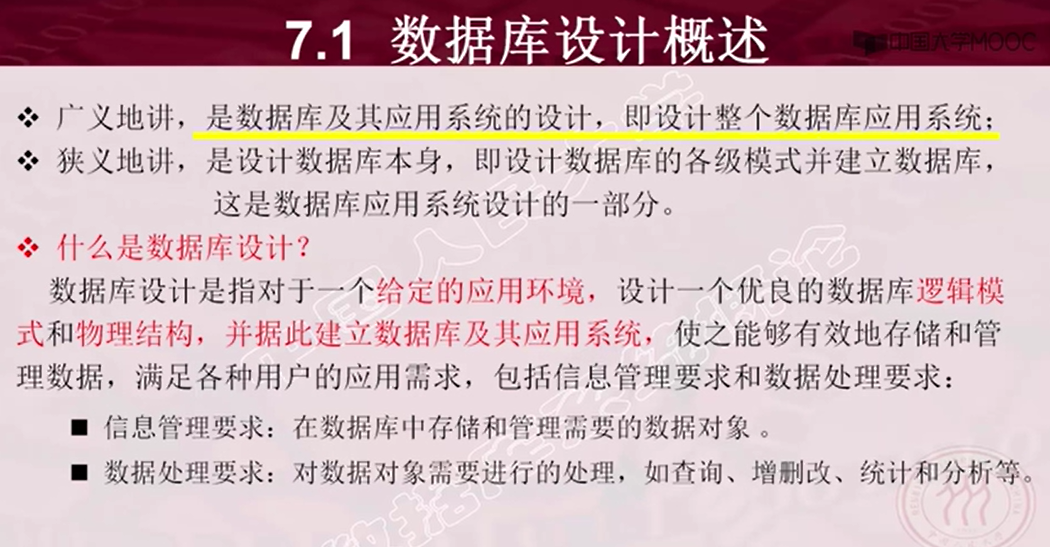 7.1 数据库设计概述
中国大学MOOC
❖ 广义地讲，是数据库及其应用系统的设计，即设计整个数据库应用系统；
❖ 狭义地讲，是设计数据库本身，即设计数据库的各级模式并建立数据库，
这是数据库应用系统设计的一部分。
❖ 什么是数据库设计？
数据库设计是指对于一个给定的应用环境，设计一个优良的数据库逻辑模
式和物理结构，并据此建立数据库及其应用系统，使之能够有效地存储和管
理数据，满足各种用户的应用需求，包括信息管理要求和数据处理要求：
■ 信息管理要求：在数据库中存储和管理需要的数据对象 。
■ 数据处理要求：对数据对象需要进行的处理，如查询、增删改、统计和分析等。